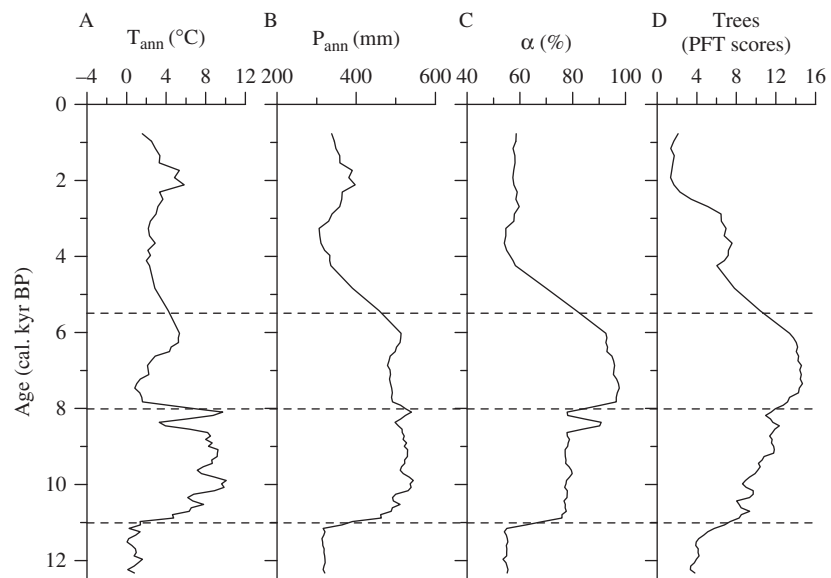 A B C D
T_ann (°C) P_ann (mm) α (%) Trees
(PFT scores)
−4 0 4 8 12 200 400 600 40 60 80 100 0 4 8 12 16
0
2
4
6
8
10
12
Age (cal. kyr BP)